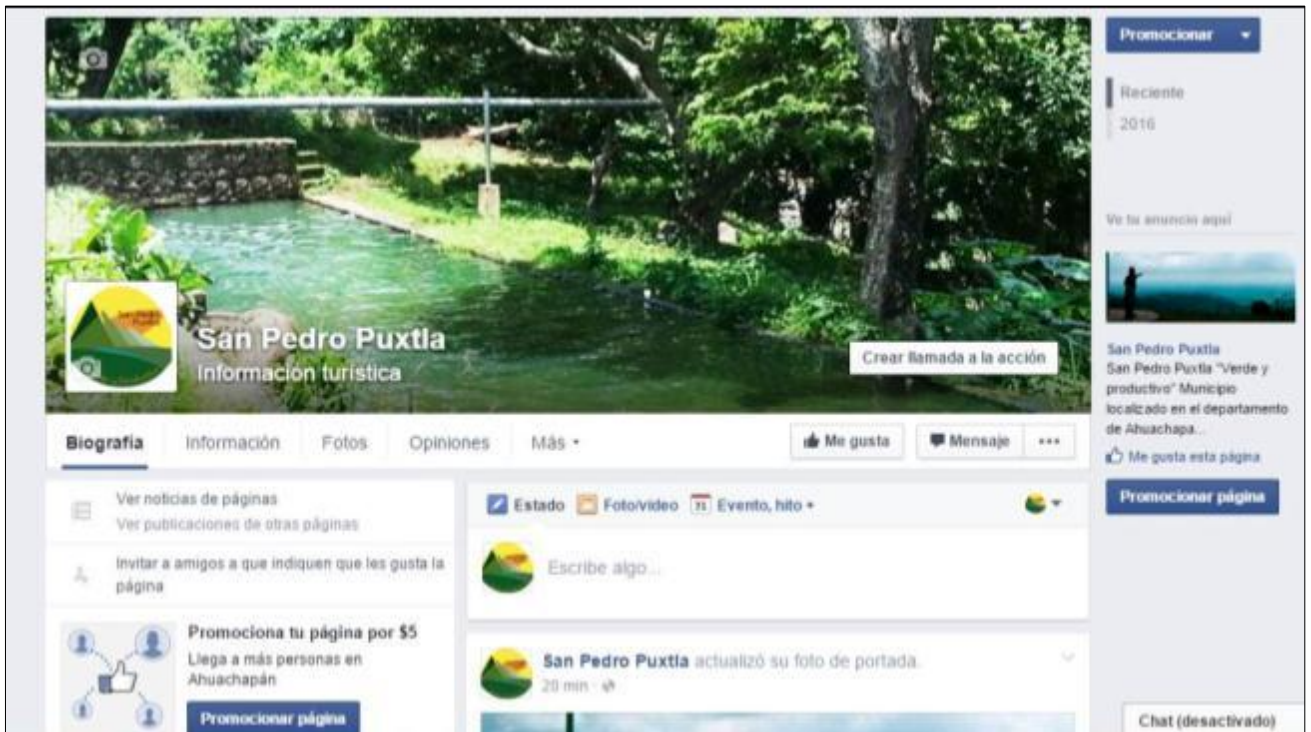 San Pedro Puxtla
Información turística
Crear llamada a la acción
Biografía
Información
Fotos
Opiniones
Más
Me gusta
Mensaje
Ver noticias de páginas
Ver publicaciones de otras páginas
Invitar a amigos a que indiquen que les gusta la
página
Promociona tu página por $5
Llega a más personas en
Ahuachapán
Promocionar página
Estado
Foto/vídeo
31
Evento, hito +
Escribe algo...
San Pedro Puxtla actualizó su foto de portada.
20 min
Promocionar
Reciente
2016
Ve tu anuncio aquí
San Pedro Puxtla
San Pedro Puxtla "Verde y
productivo" Municipio
localizado en el departamento
de Ahuachapa...
Me gusta esta página
Promocionar página
Chat (desactivado)